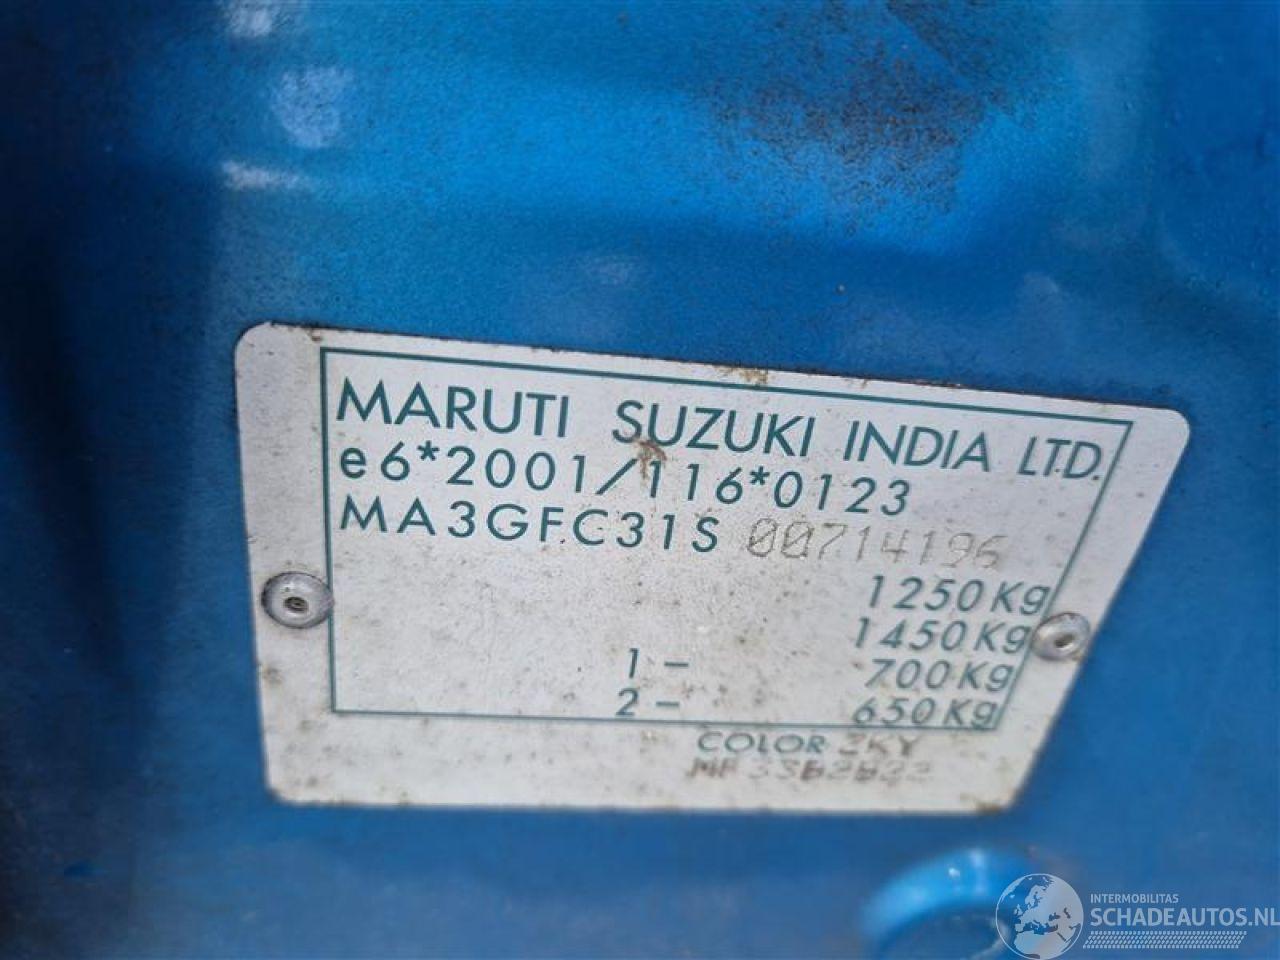 MARUTI SUZUKI INDIA LTD.
e6*2001/116*0123
MA3GFC31S 00714196
1250Kg
1450Kg
1 – 700Kg
2 – 650Kg
COLOR ZKY
INTERMOBILITAS
SCHADEAUTOS.NL